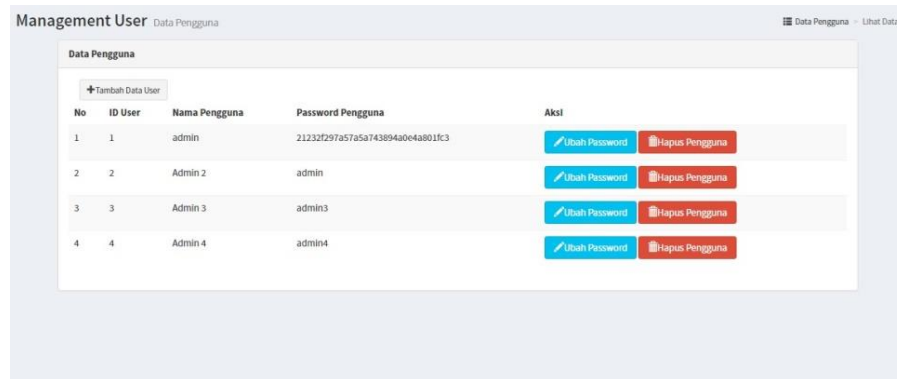 Management User Data Pengguna
Data Pengguna > Lihat Data
Data Pengguna
+Tambah Data User
No ID User Nama Pengguna Password Pengguna Aksi
1 1 admin 21232f297a57a5a743894a0e4a801fc3 Ubah Password Hapus Pengguna
2 2 Admin 2 admin Ubah Password Hapus Pengguna
3 3 Admin 3 admin3 Ubah Password Hapus Pengguna
4 4 Admin 4 admin4 Ubah Password Hapus Pengguna